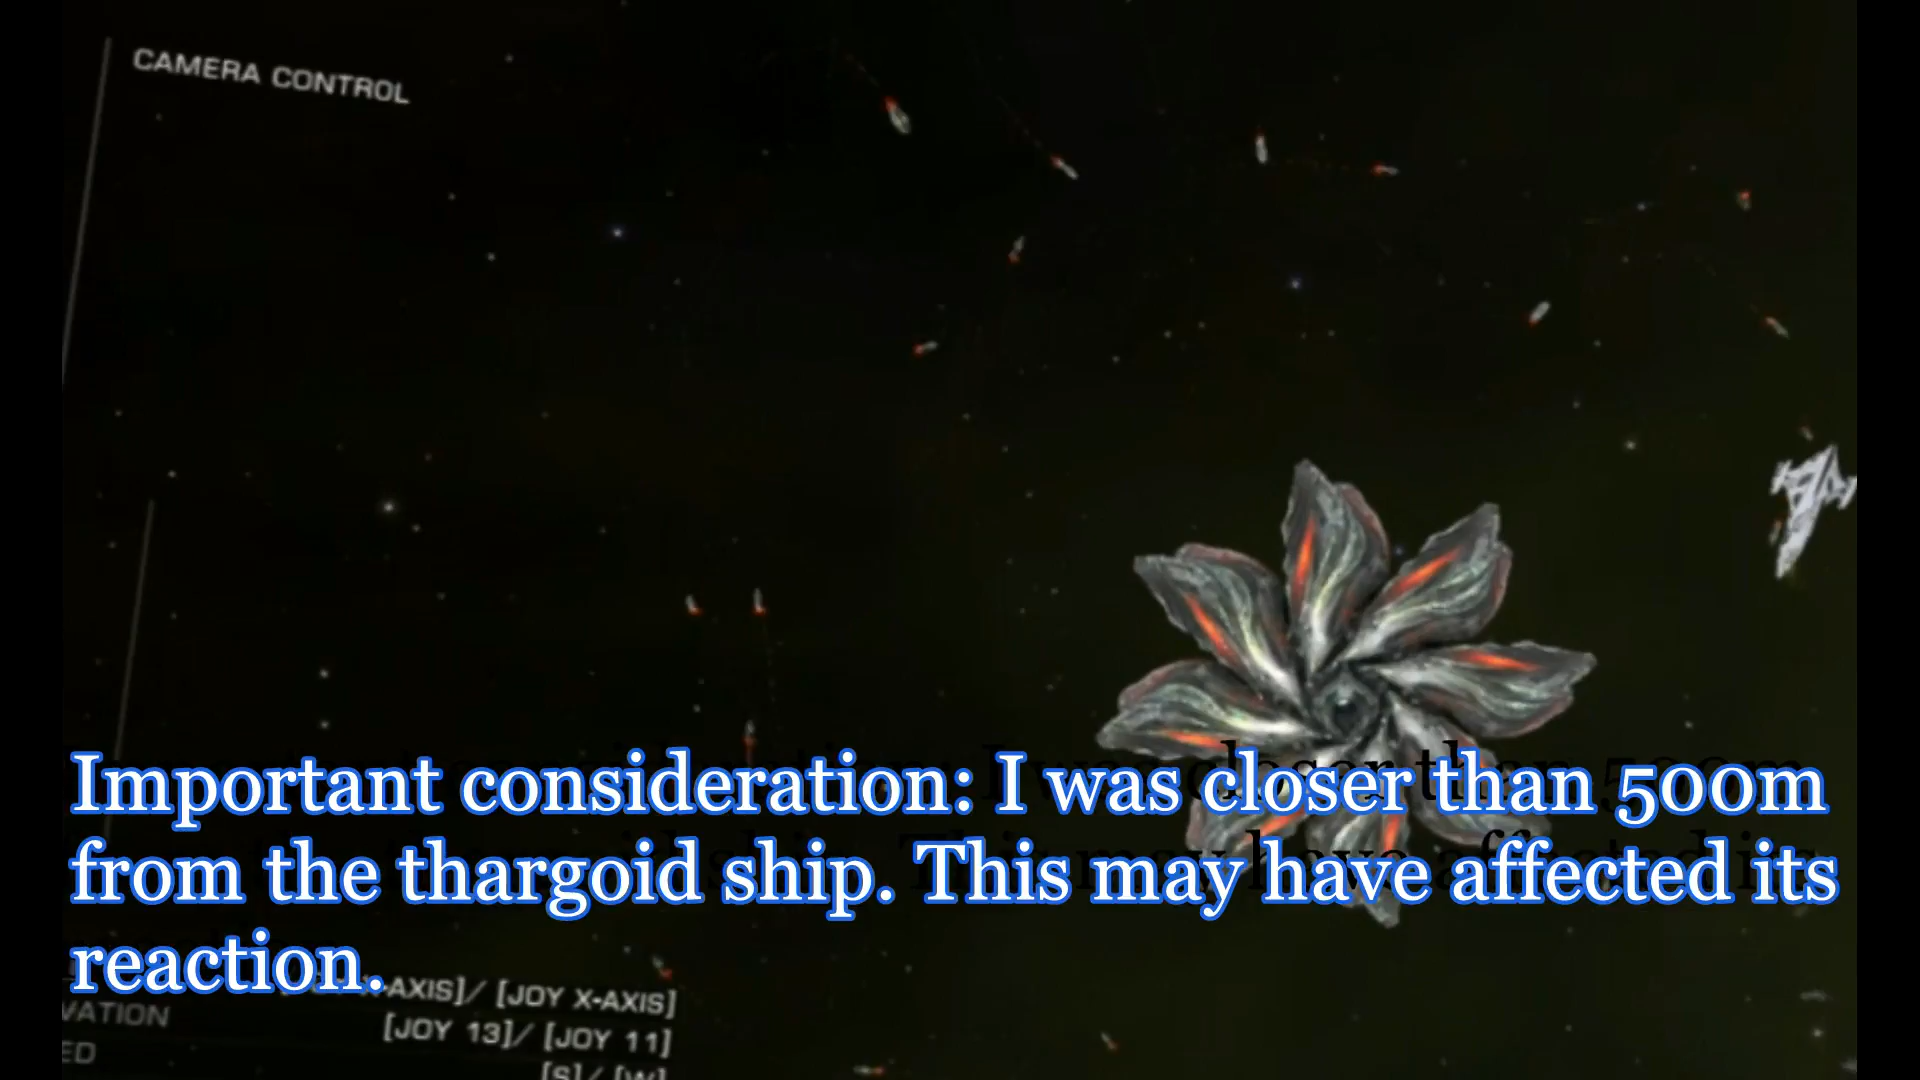 CAMERA CONTROL
Important consideration: I was closer than 500m
from the thargoid ship. This may have affected its
reaction.
X-AXIS]/ [JOY X-AXIS]
VATION [JOY 13]/ [JOY 11]
ED [S]/ [W]